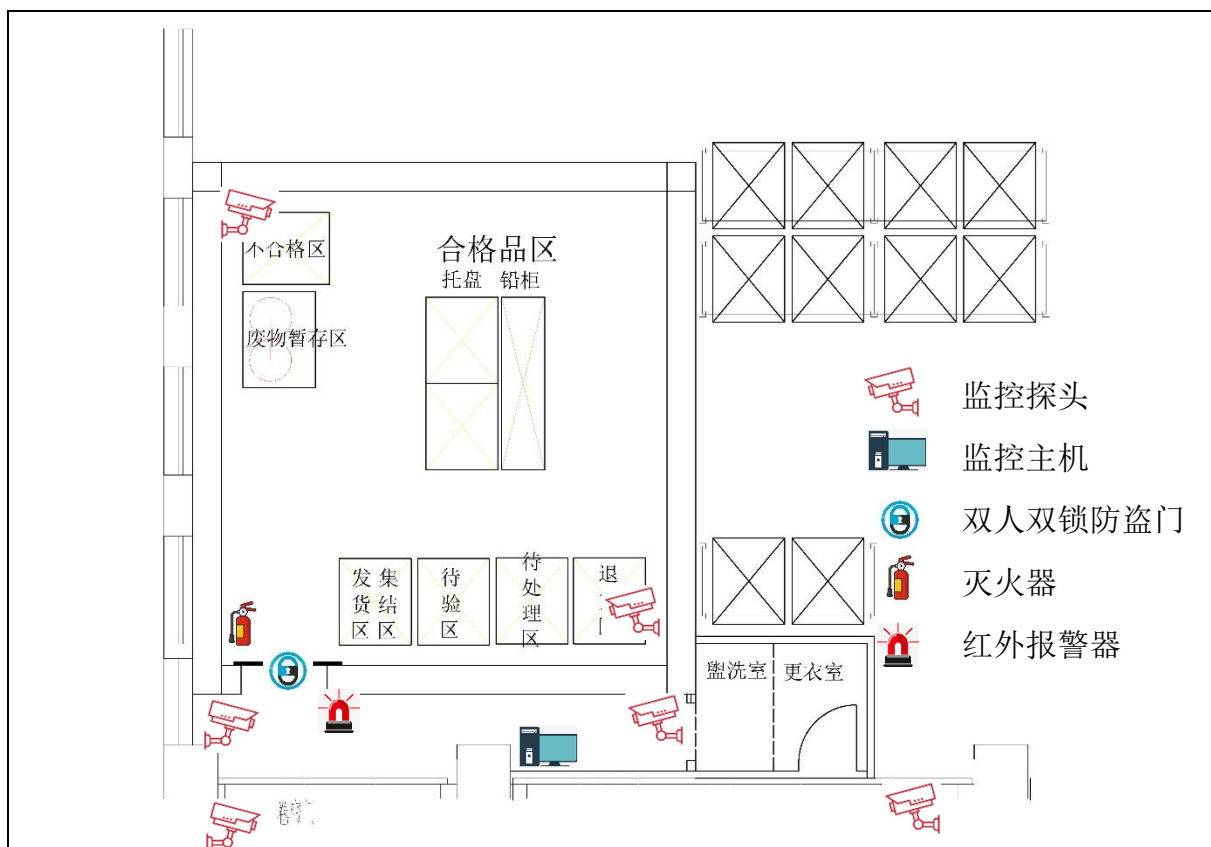 不合格区
合格品区
托盘 铅柜
废物暂存区
监控探头
监控主机
双人双锁防盗门
灭火器
红外报警器
发货区
集结区
待验区
待处理区
退
盥洗室 更衣室